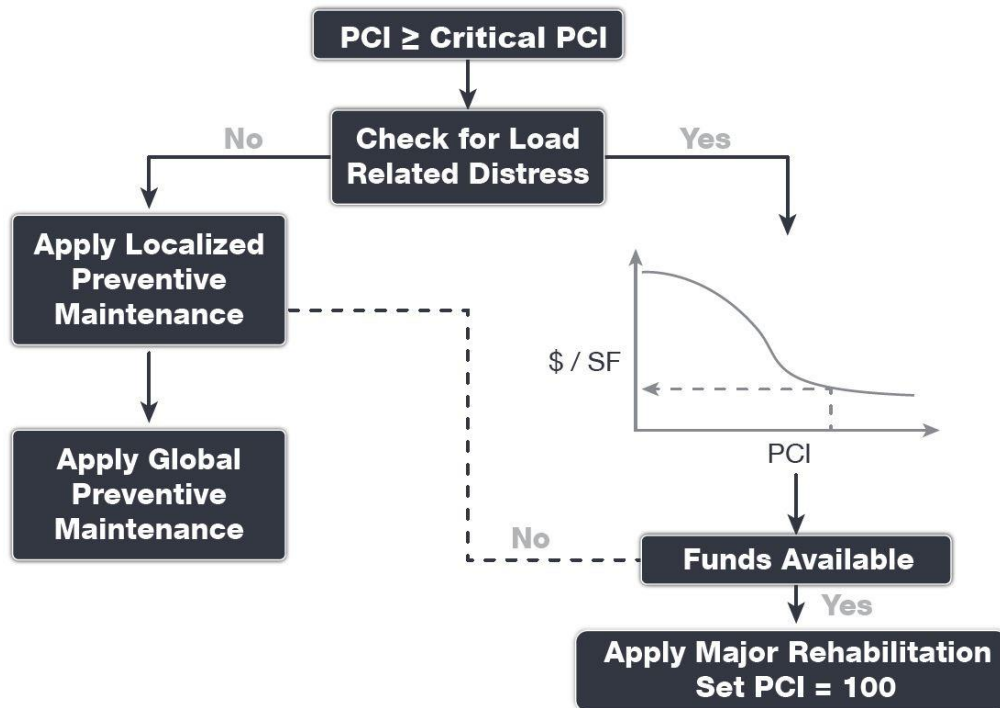 PCI ≥ Critical PCI
No
Check for Load
Related Distress
Yes
Apply Localized
Preventive
Maintenance
$ / SF
PCI
Apply Global
Preventive
Maintenance
No
Funds Available
Yes
Apply Major Rehabilitation
Set PCI = 100